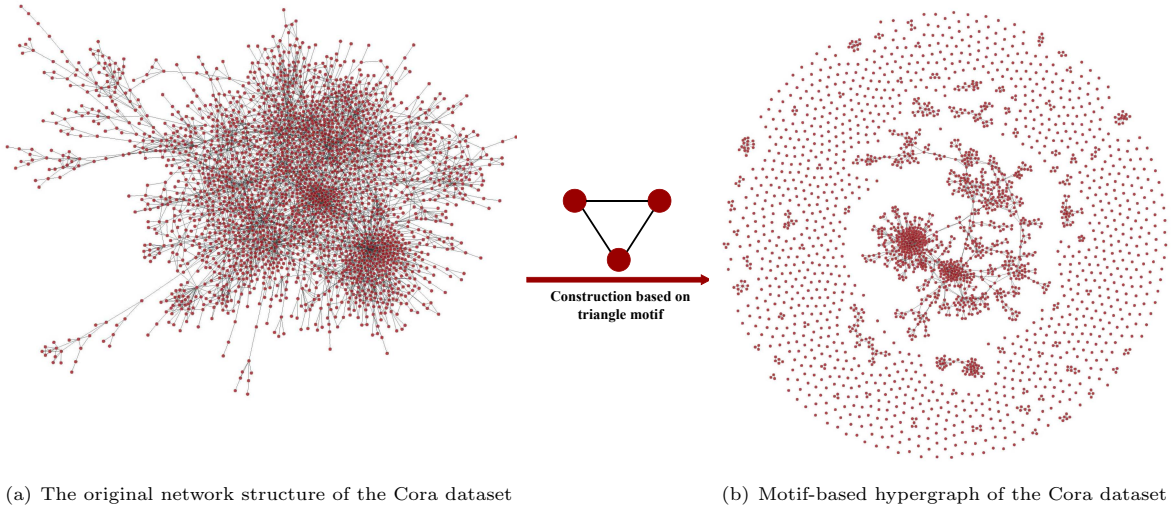 Construction based on
triangle motif
(a) The original network structure of the Cora dataset
(b) Motif-based hypergraph of the Cora dataset